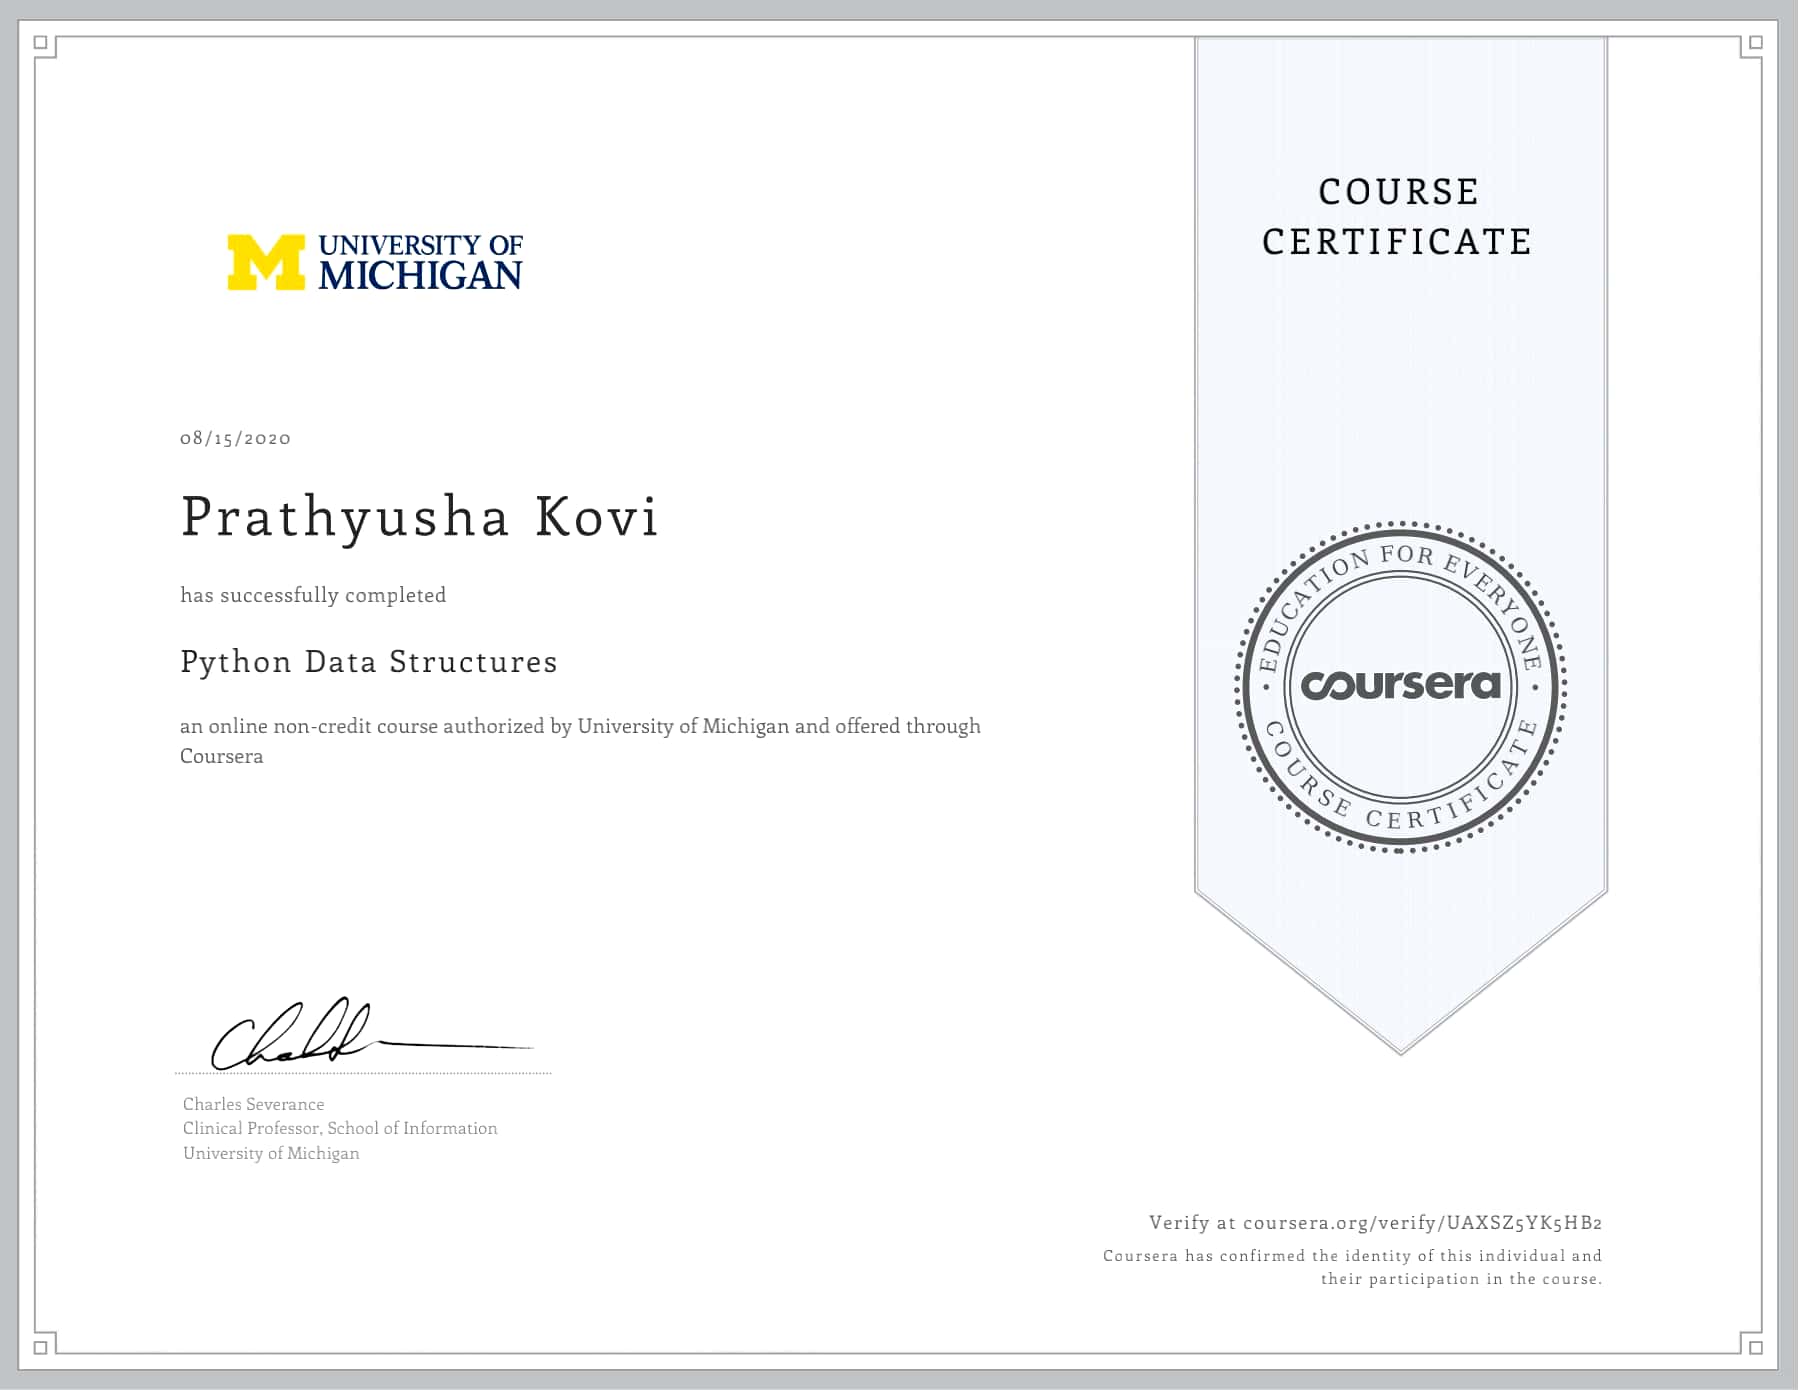 COURSE
CERTIFICATE
UNIVERSITY OF
MICHIGAN
08/15/2020
Prathyusha Kovi
has successfully completed
Python Data Structures
an online non-credit course authorized by University of Michigan and offered through
Coursera
EDUCATION FOR EVERYONE
coursera
COURSE CERTIFICATE
Charles Severance
Clinical Professor, School of Information
University of Michigan
Verify at coursera.org/verify/UAXSZ5YK5HB2
Coursera has confirmed the identity of this individual and
their participation in the course.